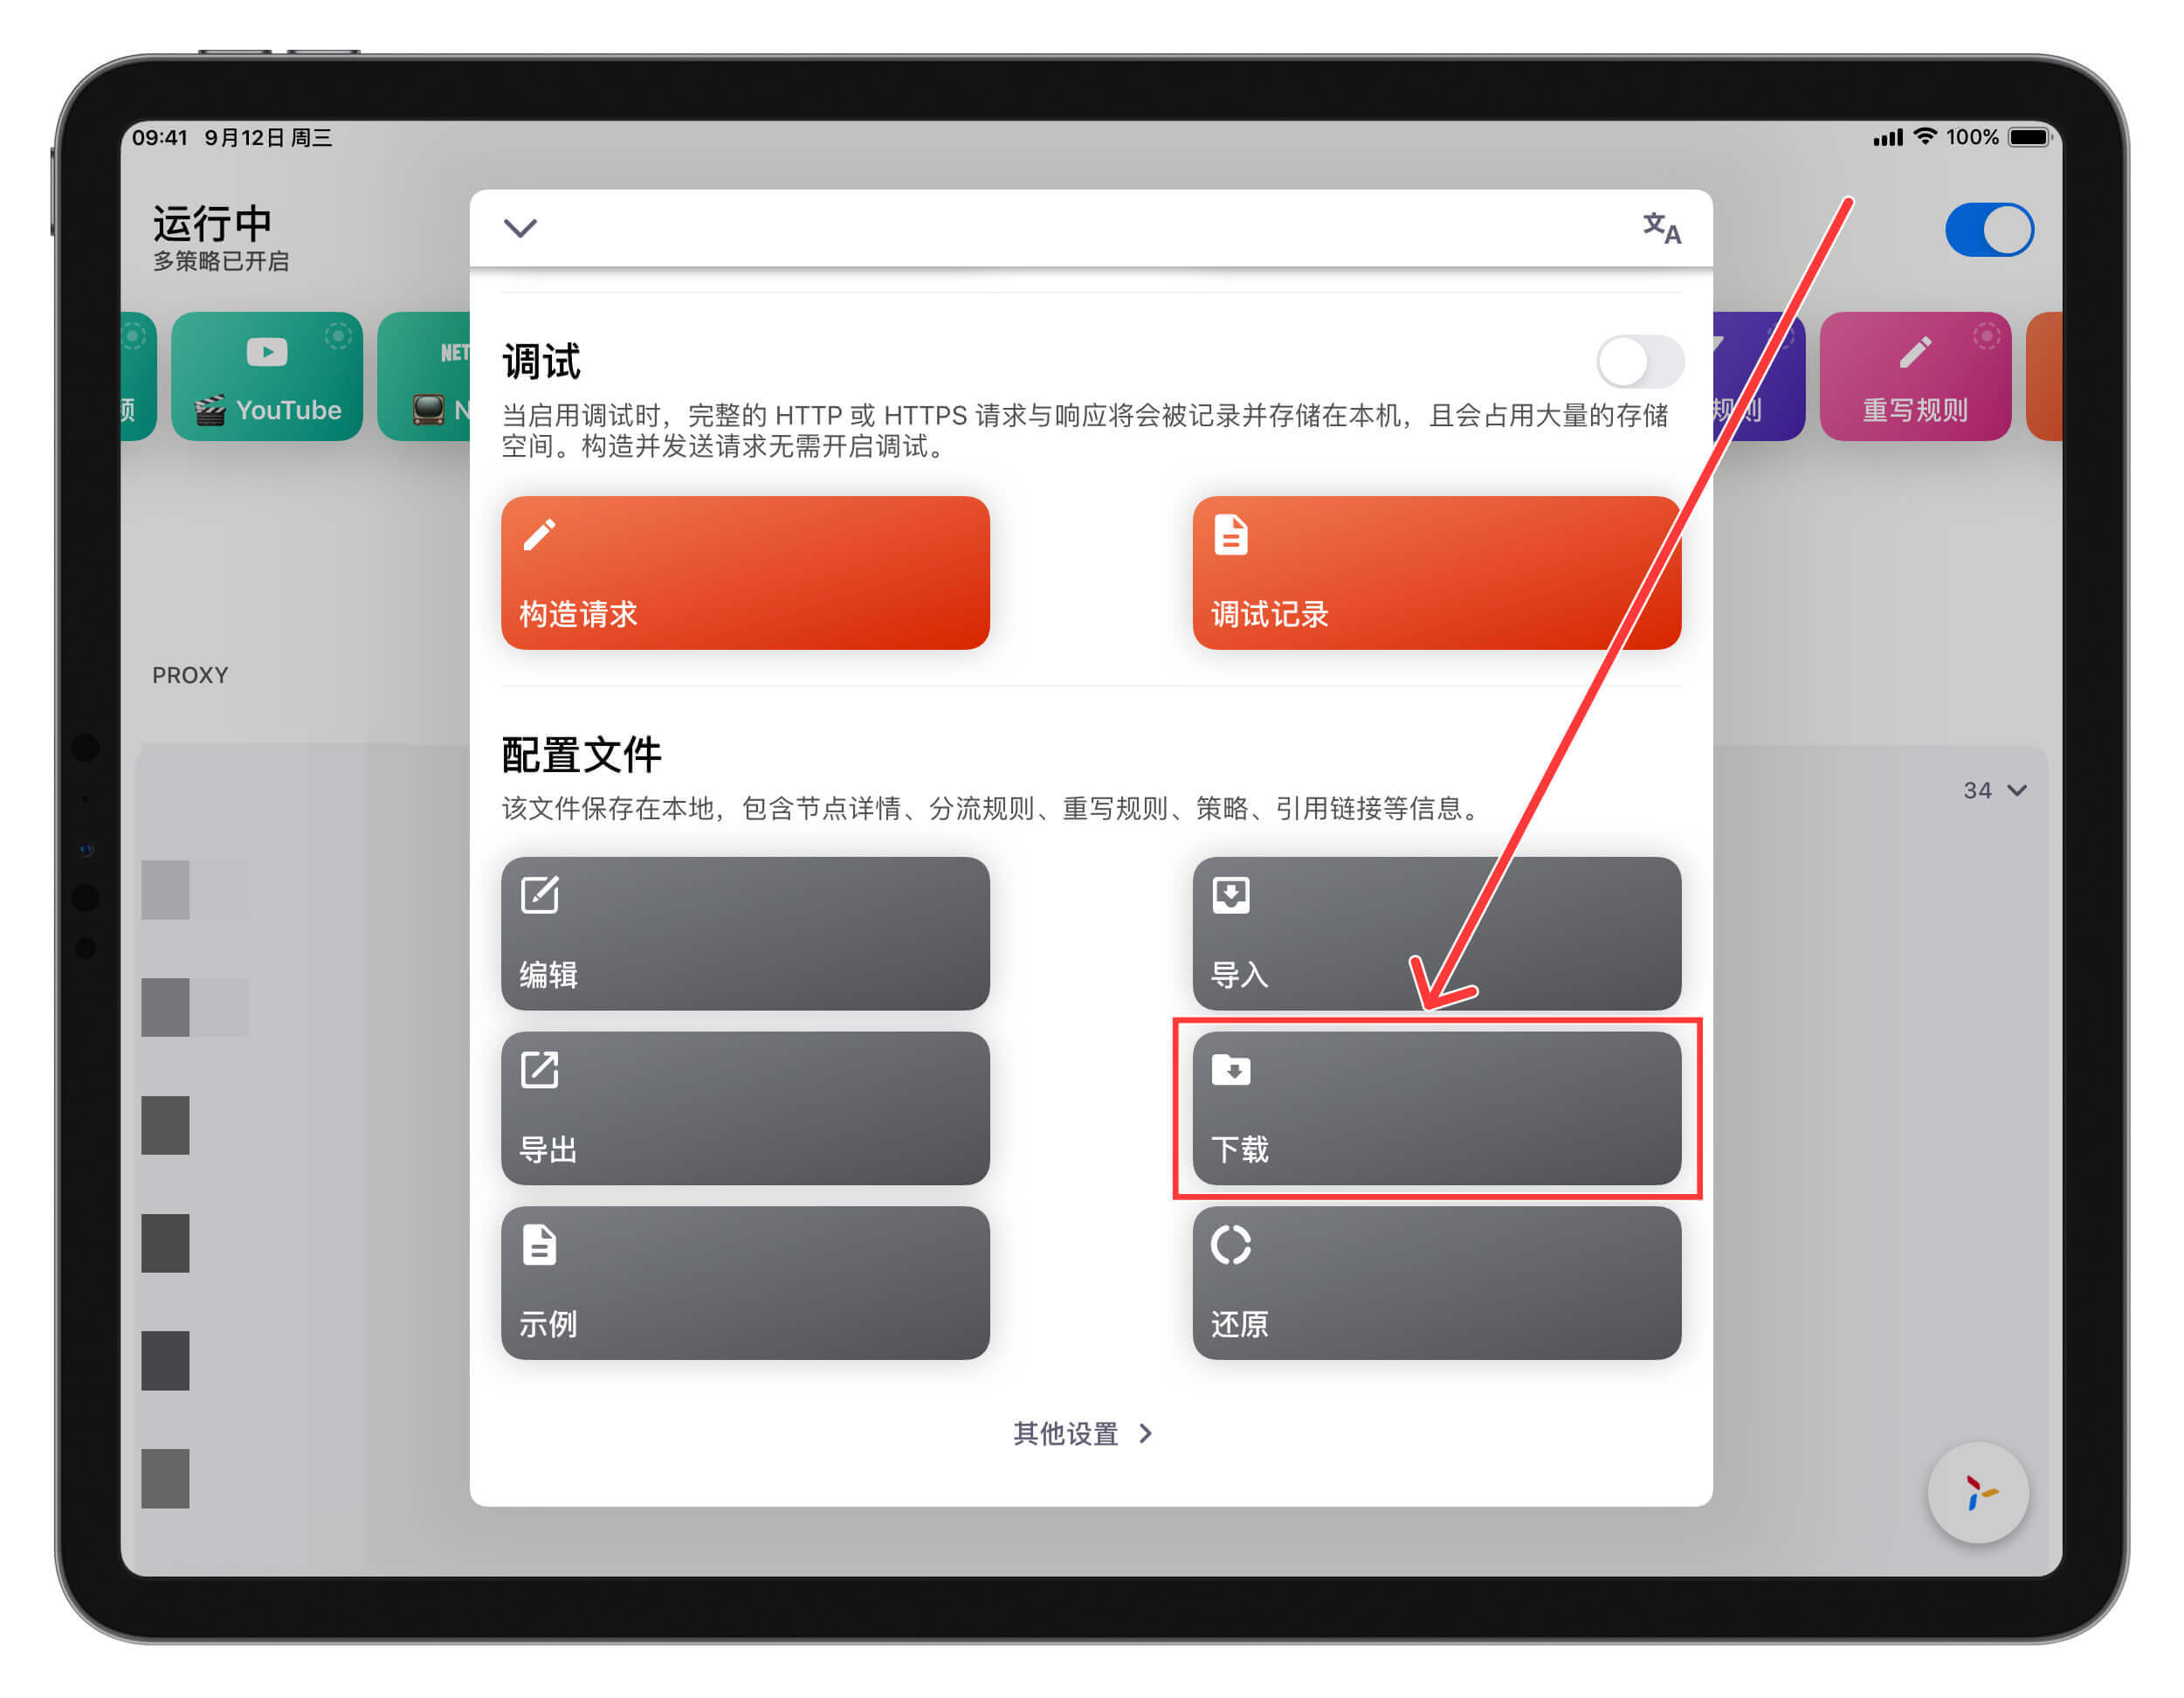 09:41 9月12日 周三
100%
运行中
多策略已开启
YouTube
NET
N
规则
重写规则
调试
当启用调试时，完整的 HTTP 或 HTTPS 请求与响应将会被记录并存储在本机，且会占用大量的存储
空间。构造并发送请求无需开启调试。
构造请求
调试记录
PROXY
配置文件
该文件保存在本地，包含节点详情、分流规则、重写规则、策略、引用链接等信息。
34
编辑
导入
导出
下载
示例
还原
其他设置